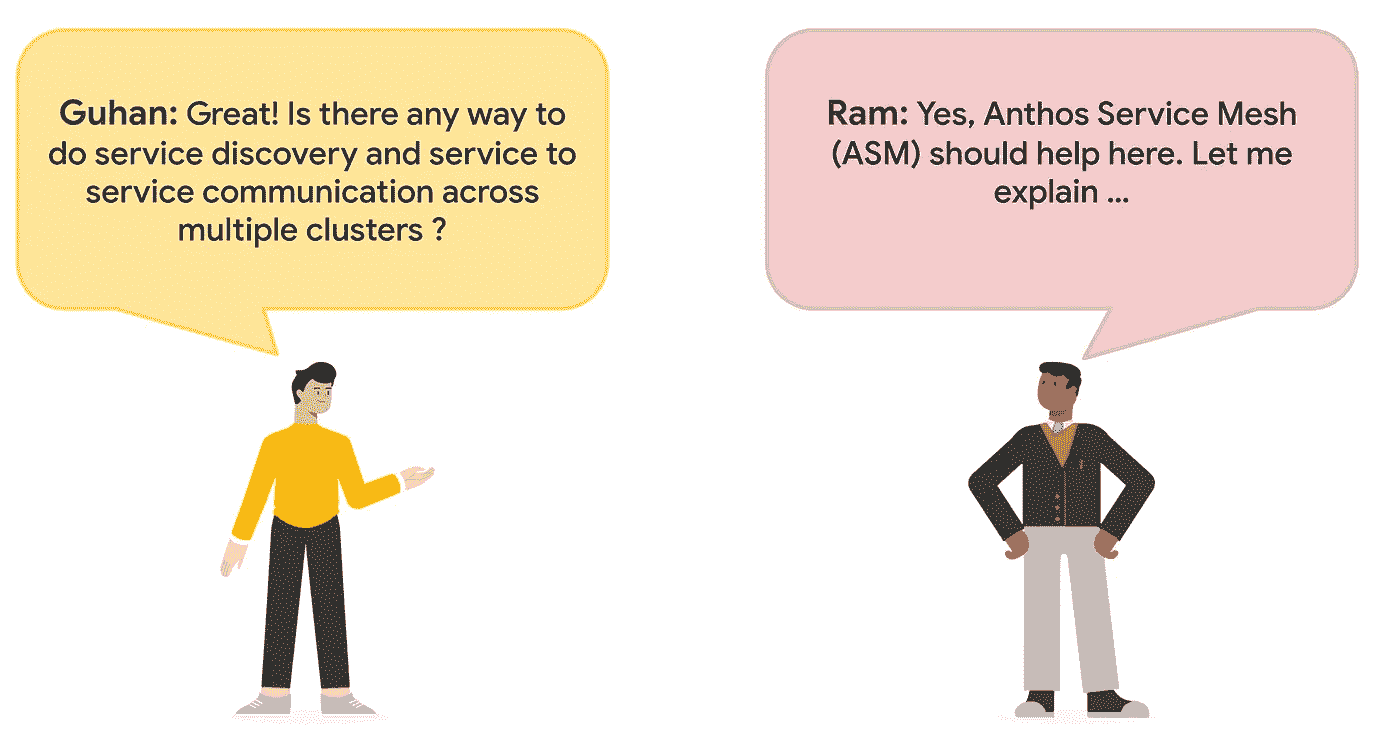 Guhan: Great! Is there any way to
do service discovery and service to
service communication across
multiple clusters ?
Ram: Yes, Anthos Service Mesh
(ASM) should help here. Let me
explain ...